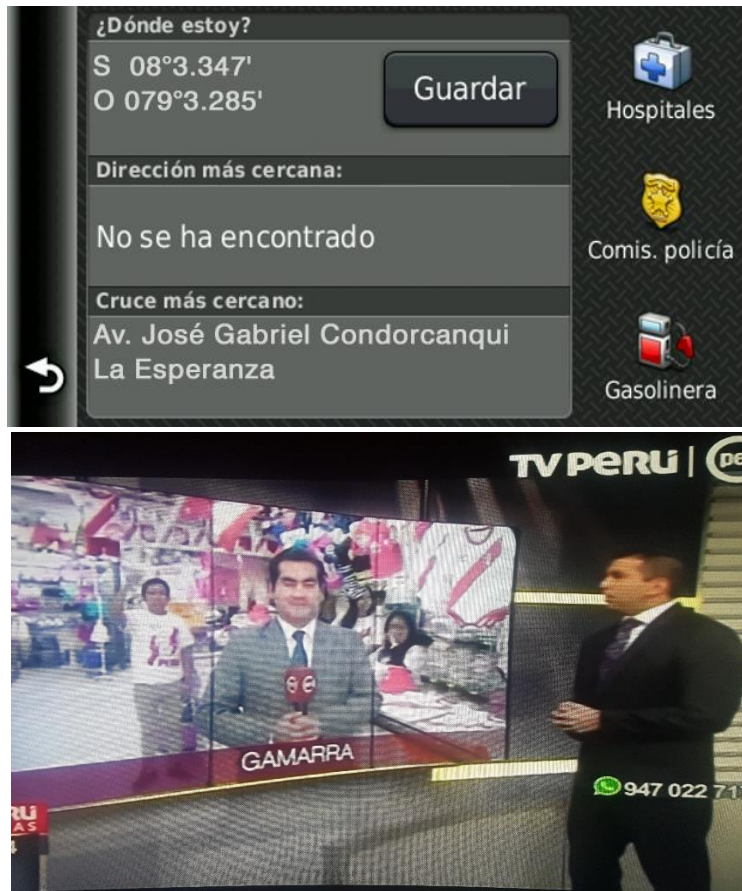 ¿Dónde estoy?
S 08°3.347'
O 079°3.285'
Guardar
Hospitales
Dirección más cercana:
No se ha encontrado
Comis. policía
Cruce más cercano:
Av. José Gabriel Condorcanqui
La Esperanza
Gasolinera
TV PERU
GAMARRA
947 022 71